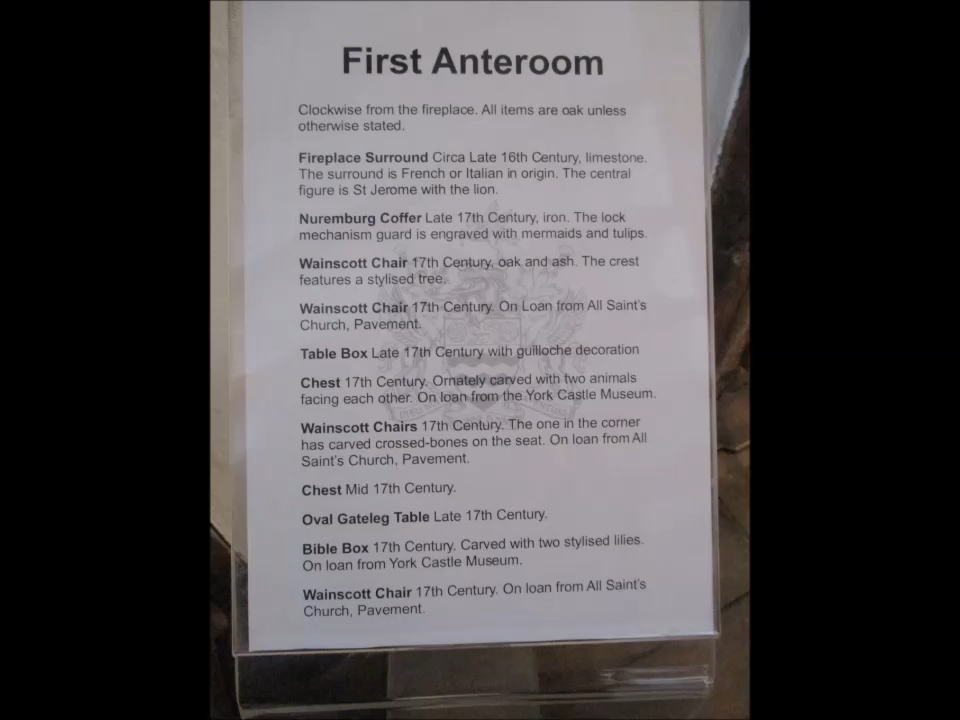 First Anteroom
Clockwise from the fireplace. All items are oak unless
otherwise stated.
Fireplace Surround Circa Late 16th Century, limestone.
The surround is French or Italian in origin. The central
figure is St Jerome with the lion.
Nuremburg Coffer Late 17th Century, iron. The lock
mechanism guard is engraved with mermaids and tulips.
Wainscott Chair 17th Century, oak and ash. The crest
features a stylised tree.
Wainscott Chair 17th Century. On Loan from All Saint's
Church, Pavement.
Table Box Late 17th Century with guilloche decoration
Chest 17th Century. Ornately carved with two animals
facing each other. On loan from the York Castle Museum.
Wainscott Chairs 17th Century. The one in the corner
has carved crossed-bones on the seat. On loan from All
Saint's Church, Pavement.
Chest Mid 17th Century.
Oval Gateleg Table Late 17th Century.
Bible Box 17th Century. Carved with two stylised lilies.
On loan from York Castle Museum.
Wainscott Chair 17th Century. On loan from All Saint's
Church, Pavement.